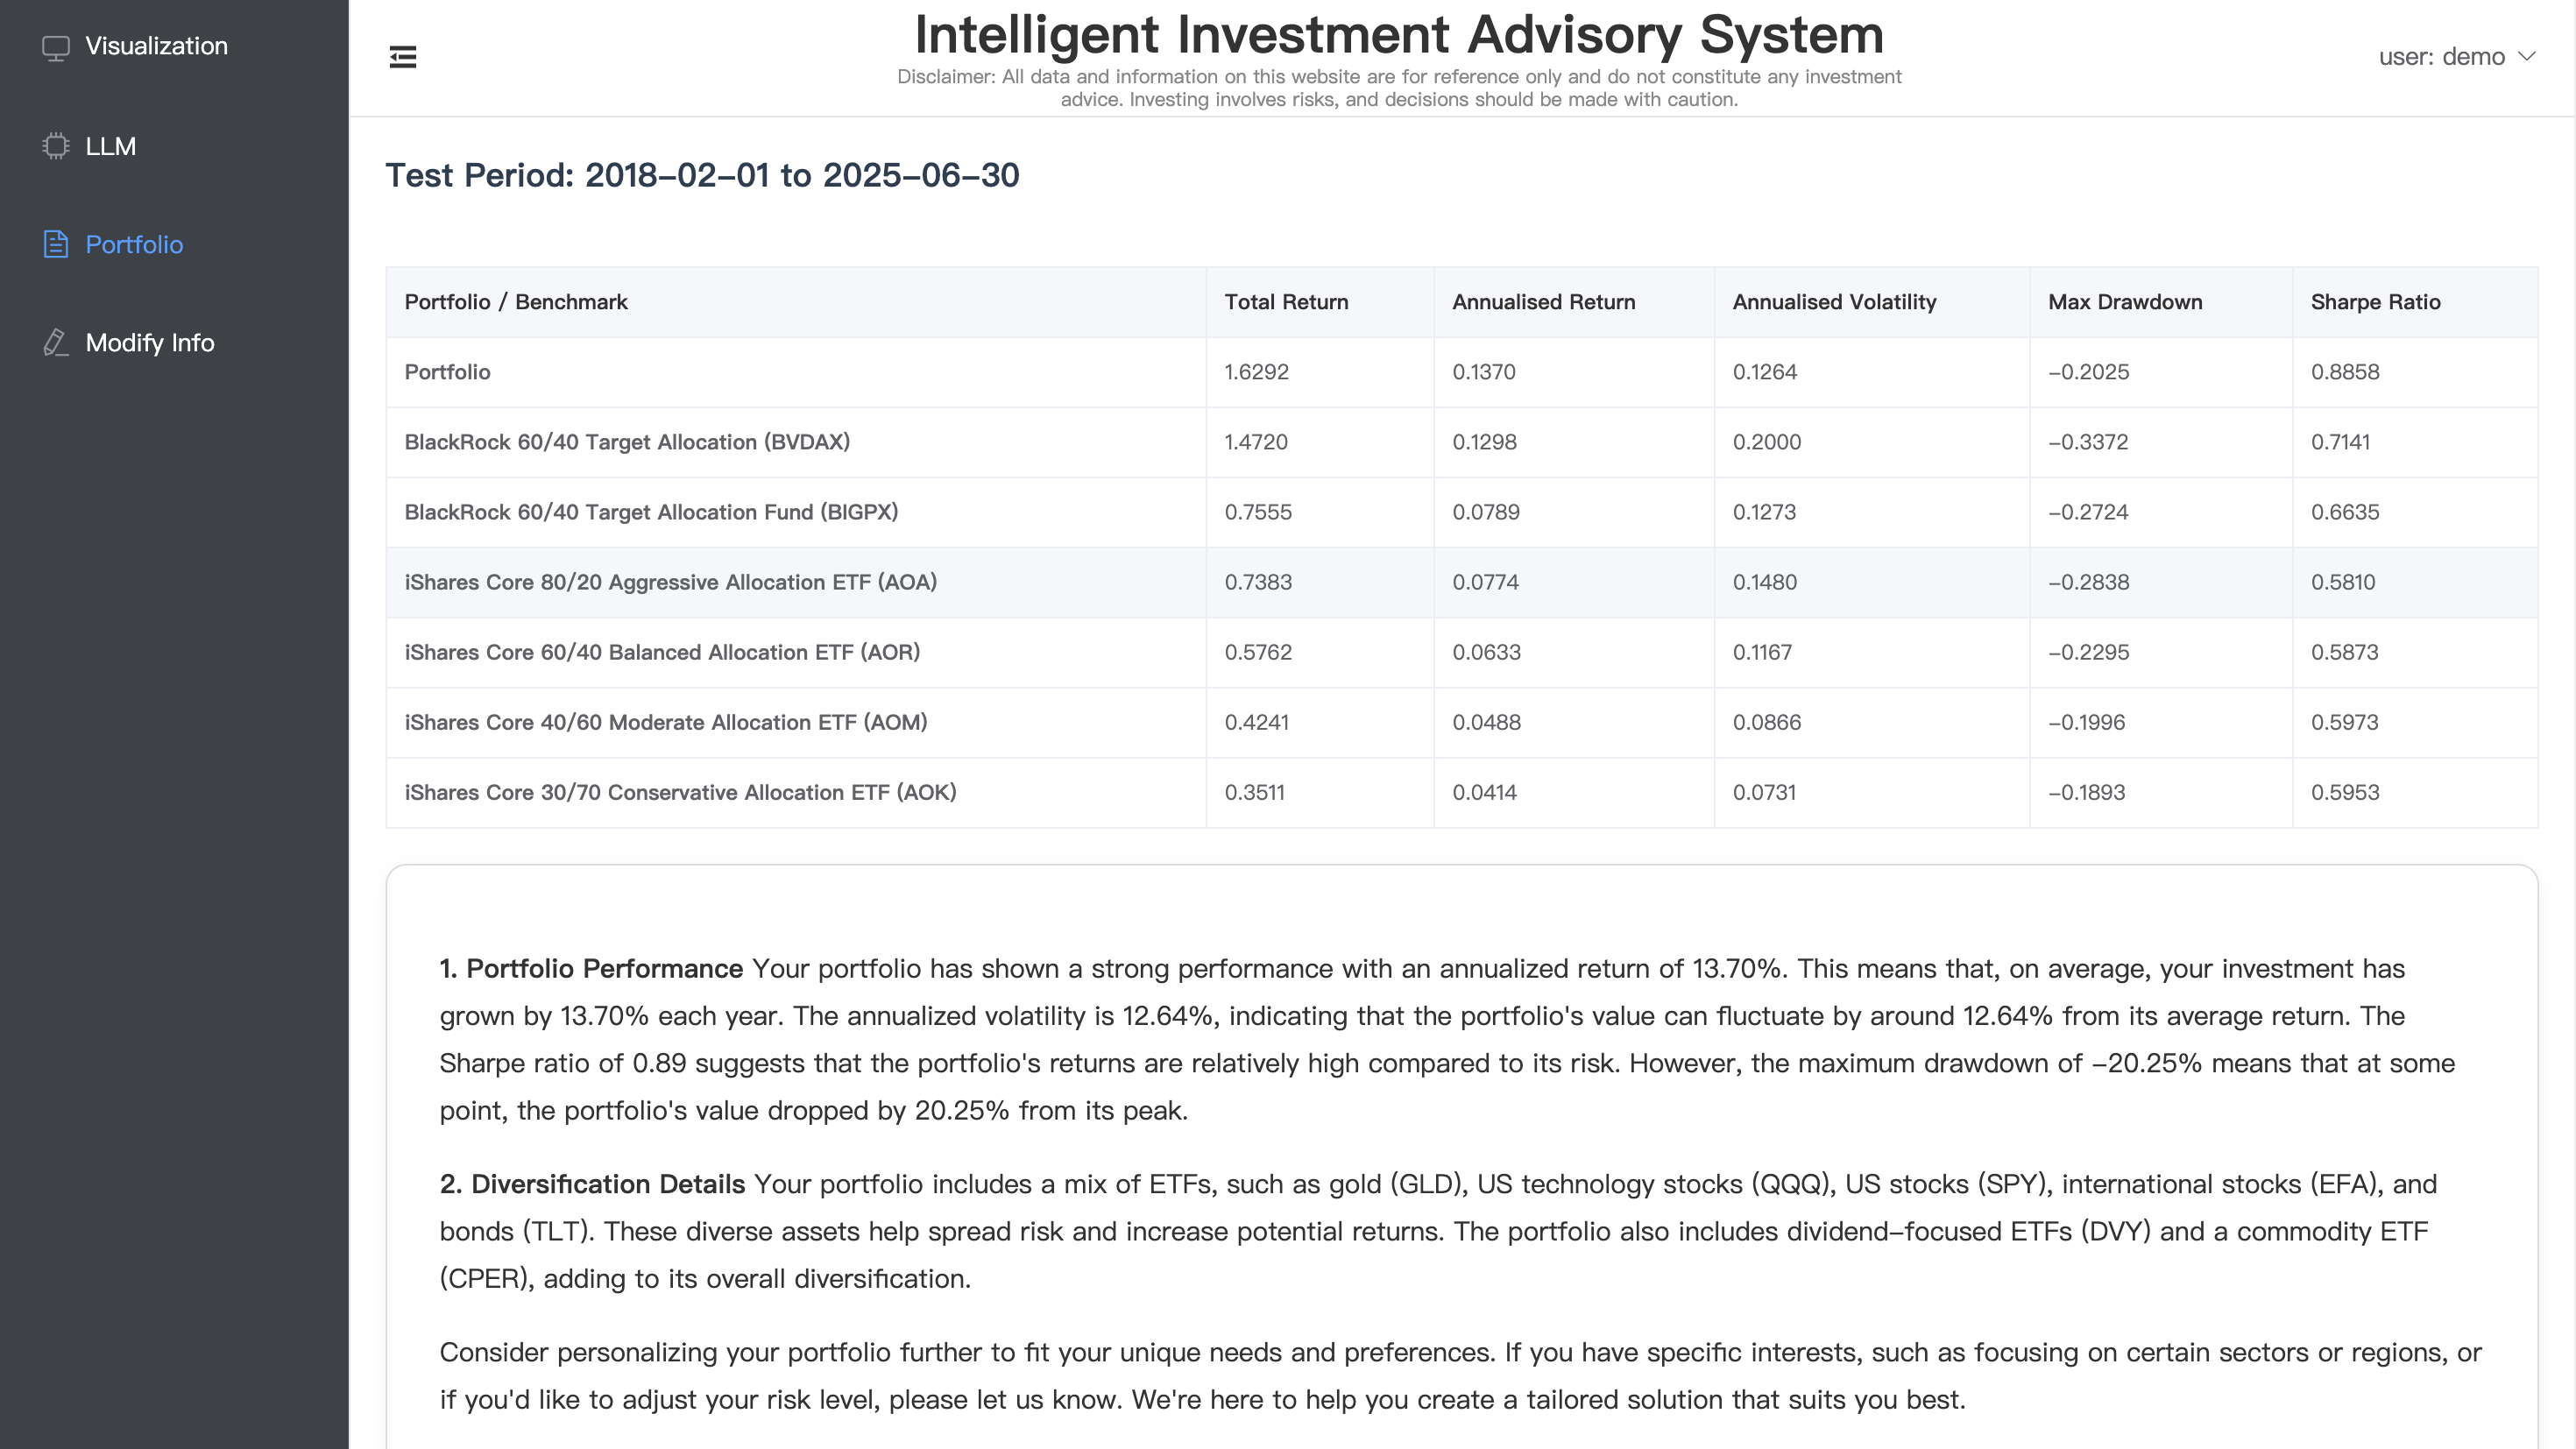 Visualization
LLM
Portfolio
Modify Info
Intelligent Investment Advisory System
Disclaimer: All data and information on this website are for reference only and do not constitute any investment
advice. Investing involves risks, and decisions should be made with caution.
user: demo
Test Period: 2018-02-01 to 2025-06-30
Portfolio / Benchmark Total Return Annualised Return Annualised Volatility Max Drawdown Sharpe Ratio
Portfolio 1.6292 0.1370 0.1264 -0.2025 0.8858
BlackRock 60/40 Target Allocation (BVDAX) 1.4720 0.1298 0.2000 -0.3372 0.7141
BlackRock 60/40 Target Allocation Fund (BIGPX) 0.7555 0.0789 0.1273 -0.2724 0.6635
iShares Core 80/20 Aggressive Allocation ETF (AOA) 0.7383 0.0774 0.1480 -0.2838 0.5810
iShares Core 60/40 Balanced Allocation ETF (AOR) 0.5762 0.0633 0.1167 -0.2295 0.5873
iShares Core 40/60 Moderate Allocation ETF (AOM) 0.4241 0.0488 0.0866 -0.1996 0.5973
iShares Core 30/70 Conservative Allocation ETF (AOK) 0.3511 0.0414 0.0731 -0.1893 0.5953
1. Portfolio Performance Your portfolio has shown a strong performance with an annualized return of 13.70%. This means that, on average, your investment has
grown by 13.70% each year. The annualized volatility is 12.64%, indicating that the portfolio's value can fluctuate by around 12.64% from its average return. The
Sharpe ratio of 0.89 suggests that the portfolio's returns are relatively high compared to its risk. However, the maximum drawdown of -20.25% means that at some
point, the portfolio's value dropped by 20.25% from its peak.
2. Diversification Details Your portfolio includes a mix of ETFs, such as gold (GLD), US technology stocks (QQQ), US stocks (SPY), international stocks (EFA), and
bonds (TLT). These diverse assets help spread risk and increase potential returns. The portfolio also includes dividend-focused ETFs (DVY) and a commodity ETF
(CPER), adding to its overall diversification.
Consider personalizing your portfolio further to fit your unique needs and preferences. If you have specific interests, such as focusing on certain sectors or regions, or
if you'd like to adjust your risk level, please let us know. We're here to help you create a tailored solution that suits you best.